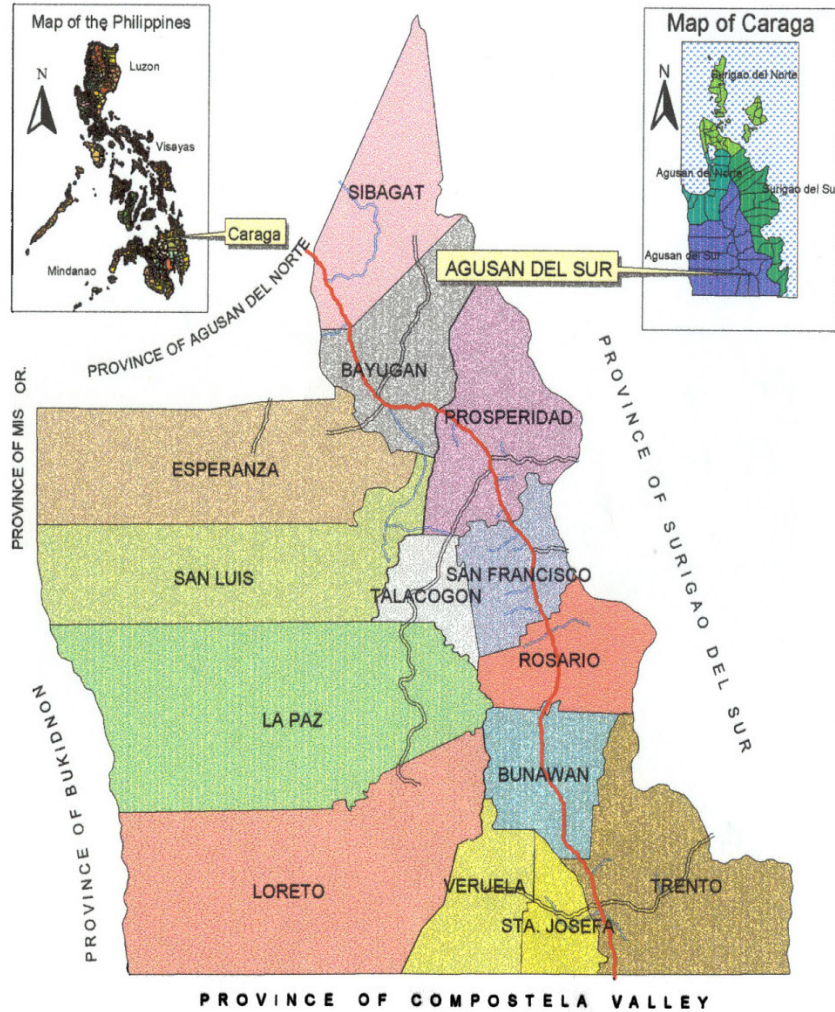 Map of the Philippines
N
Luzon
Visayas
Mindanao
Caraga
Map of Caraga
N
Surigao del Norte
Agusan del Norte
Surigao del Sur
Agusan del Sur
AGUSAN DEL SUR
SIBAGAT
PROVINCE OF AGUSAN DEL NORTE
BAYUGAN
PROSPERIDAD
PROVINCE OF MIS OR.
ESPERANZA
PROVINCE OF SURIGAO DEL SUR
SAN LUIS
TALACOGON
SAN FRANCISCO
ROSARIO
LA PAZ
PROVINCE OF BUKIDNON
BUNAWAN
LORETO
VERUELA
TRENTO
STA. JOSEFA
PROVINCE OF COMPOSTELA VALLEY